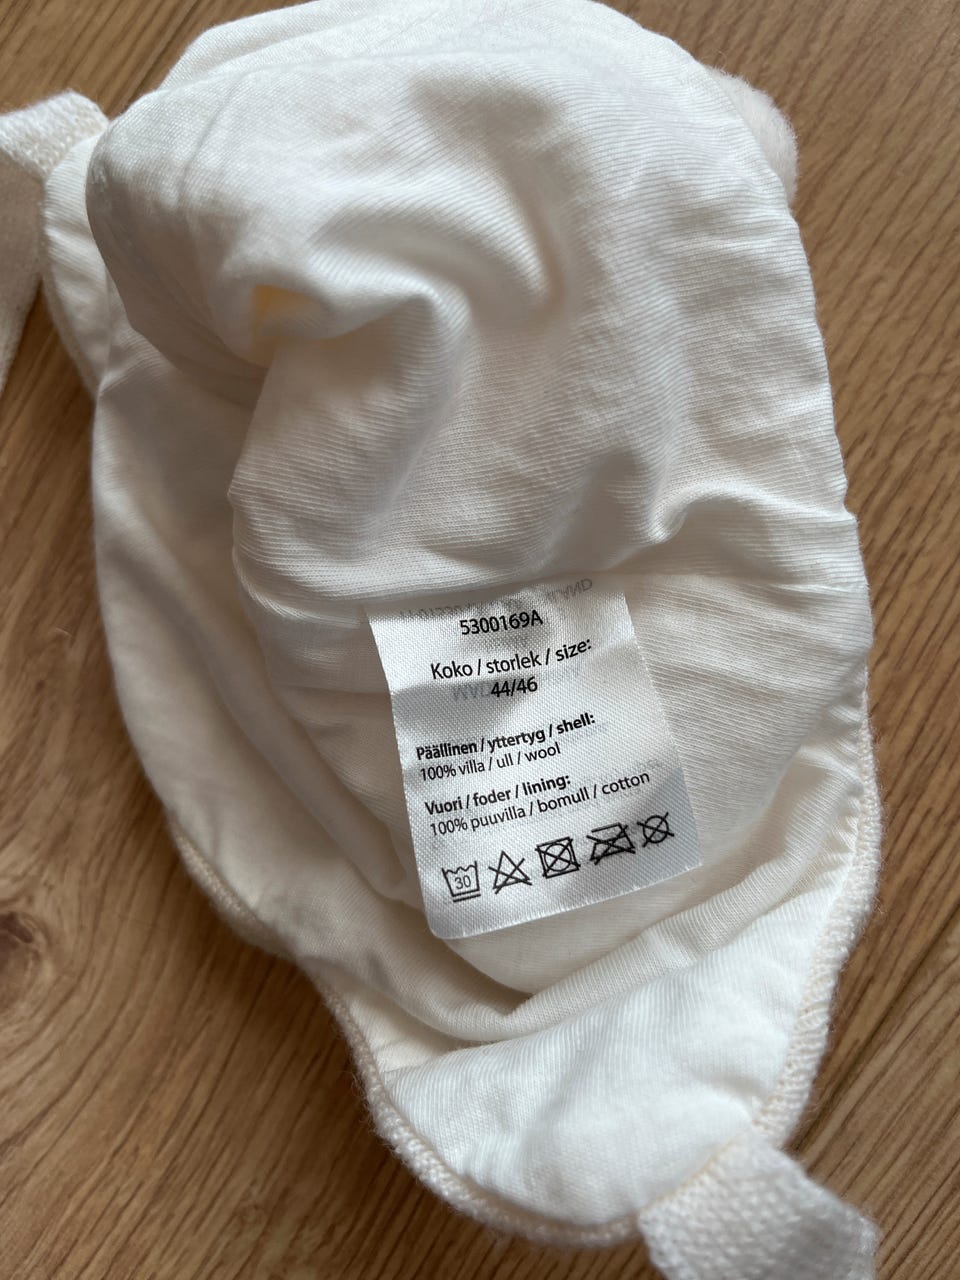 5300169A
Koko / storlek / size:
44/46
Päällinen / yttertyg / shell:
100% villa / ull / wool
Vuori / foder / lining:
100% puuvilla / bomull / cotton
30